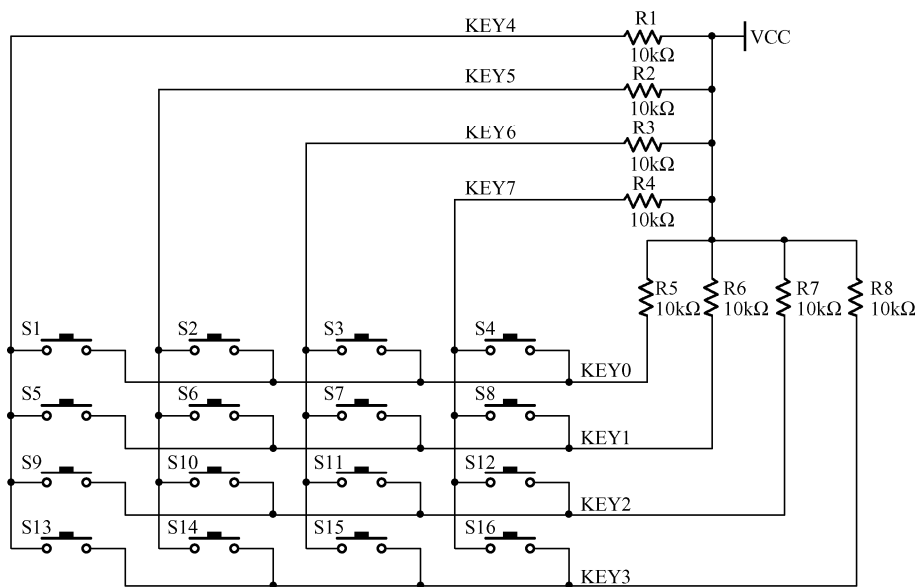 KEY4
R1
VCC
10kΩ
KEY5
R2
10kΩ
KEY6
R3
10kΩ
KEY7
R4
10kΩ
R5 R6 R7 R8
10kΩ 10kΩ 10kΩ 10kΩ
S1 S2 S3 S4
KEY0
S5 S6 S7 S8
KEY1
S9 S10 S11 S12
KEY2
S13 S14 S15 S16
KEY3